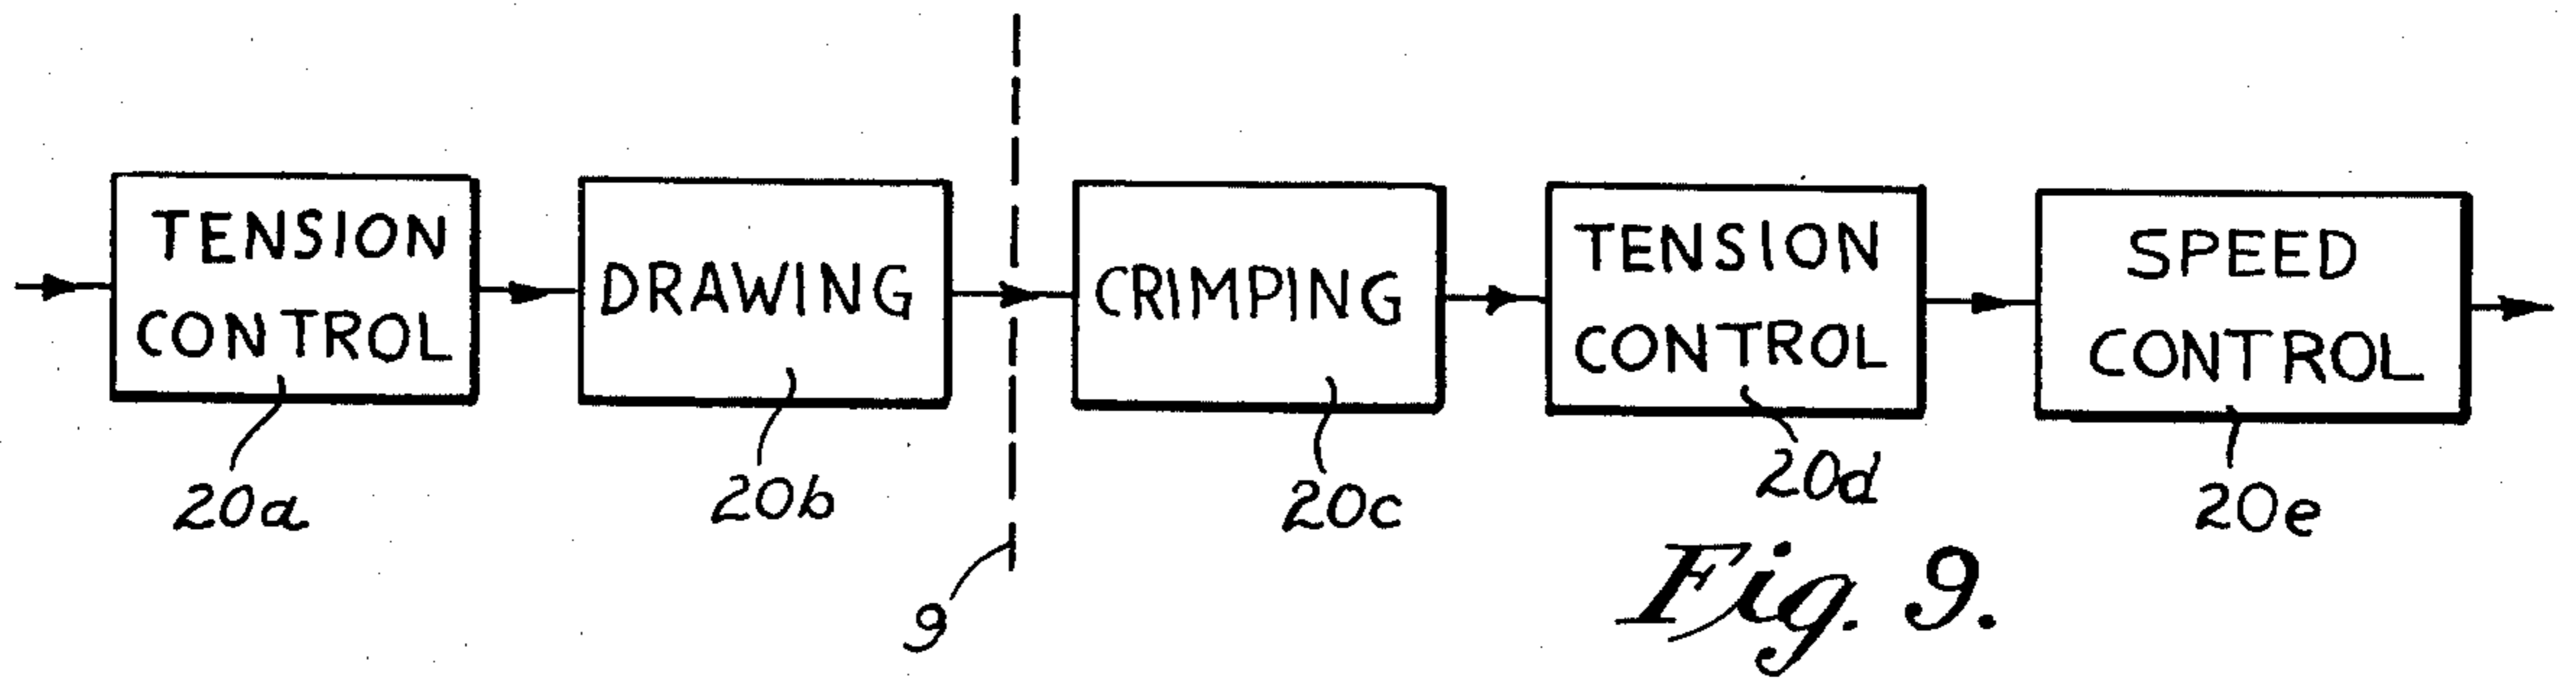 TENSION
CONTROL
DRAWING
CRIMPING
TENSION
CONTROL
SPEED
CONTROL
20a
20b
20c
20d
20e
9
Fig. 9.